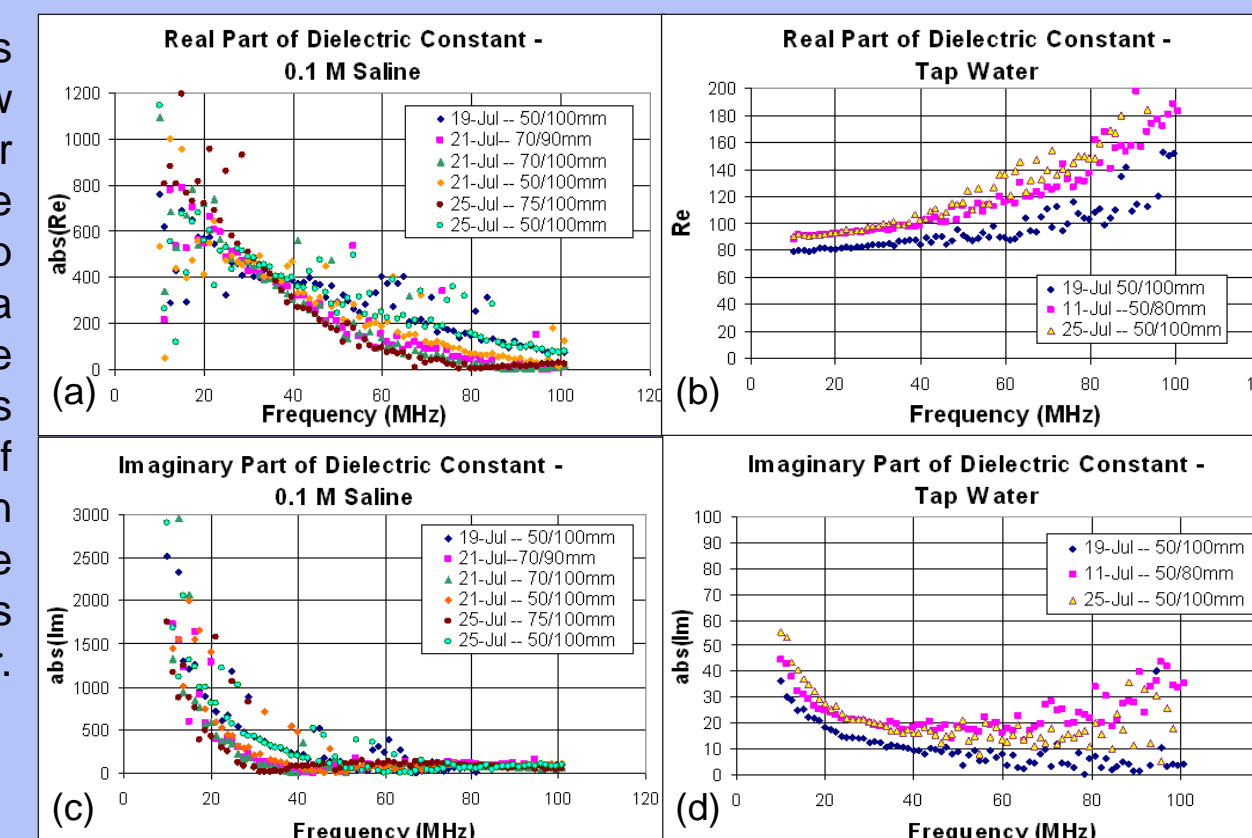 s
w
r
e
o
a
e
s
f
n
e
s
r.
Real Part of Dielectric Constant -
0.1 M Saline
1200
1000
800
600
400
200
0
abs(Re)
19-Jul -- 50/100mm
21-Jul-- 70/90mm
21-Jul -- 70/100mm
21-Jul -- 50/100mm
25-Jul -- 75/100mm
25-Jul -- 50/100mm
0 20 40 60 80 100 120
(a)
Frequency (MHz)
Real Part of Dielectric Constant -
Tap Water
200
180
160
140
120
100
80
60
40
20
0
Re
19-Jul 50/100mm
11-Jul --50/80mm
25-Jul -- 50/100mm
0 20 40 60 80 100 1
(b)
Frequency (MHz)
Imaginary Part of Dielectric Constant -
0.1 M Saline
3000
2500
2000
1500
1000
500
0
abs(Im)
19-Jul -- 50/100mm
21-Jul--70/90mm
21-Jul -- 70/100mm
21-Jul -- 50/100mm
25-Jul -- 75/100mm
25-Jul -- 50/100mm
0 20 40 60 80 100 120
(c)
Frequency (MHz)
Imaginary Part of Dielectric Constant -
Tap Water
100
90
80
70
60
50
40
30
20
10
0
abs(Im)
19-Jul -- 50/100mm
11-Jul -- 50/80mm
25-Jul -- 50/100mm
0 20 40 60 80 100
(d)
Frequency (MHz)